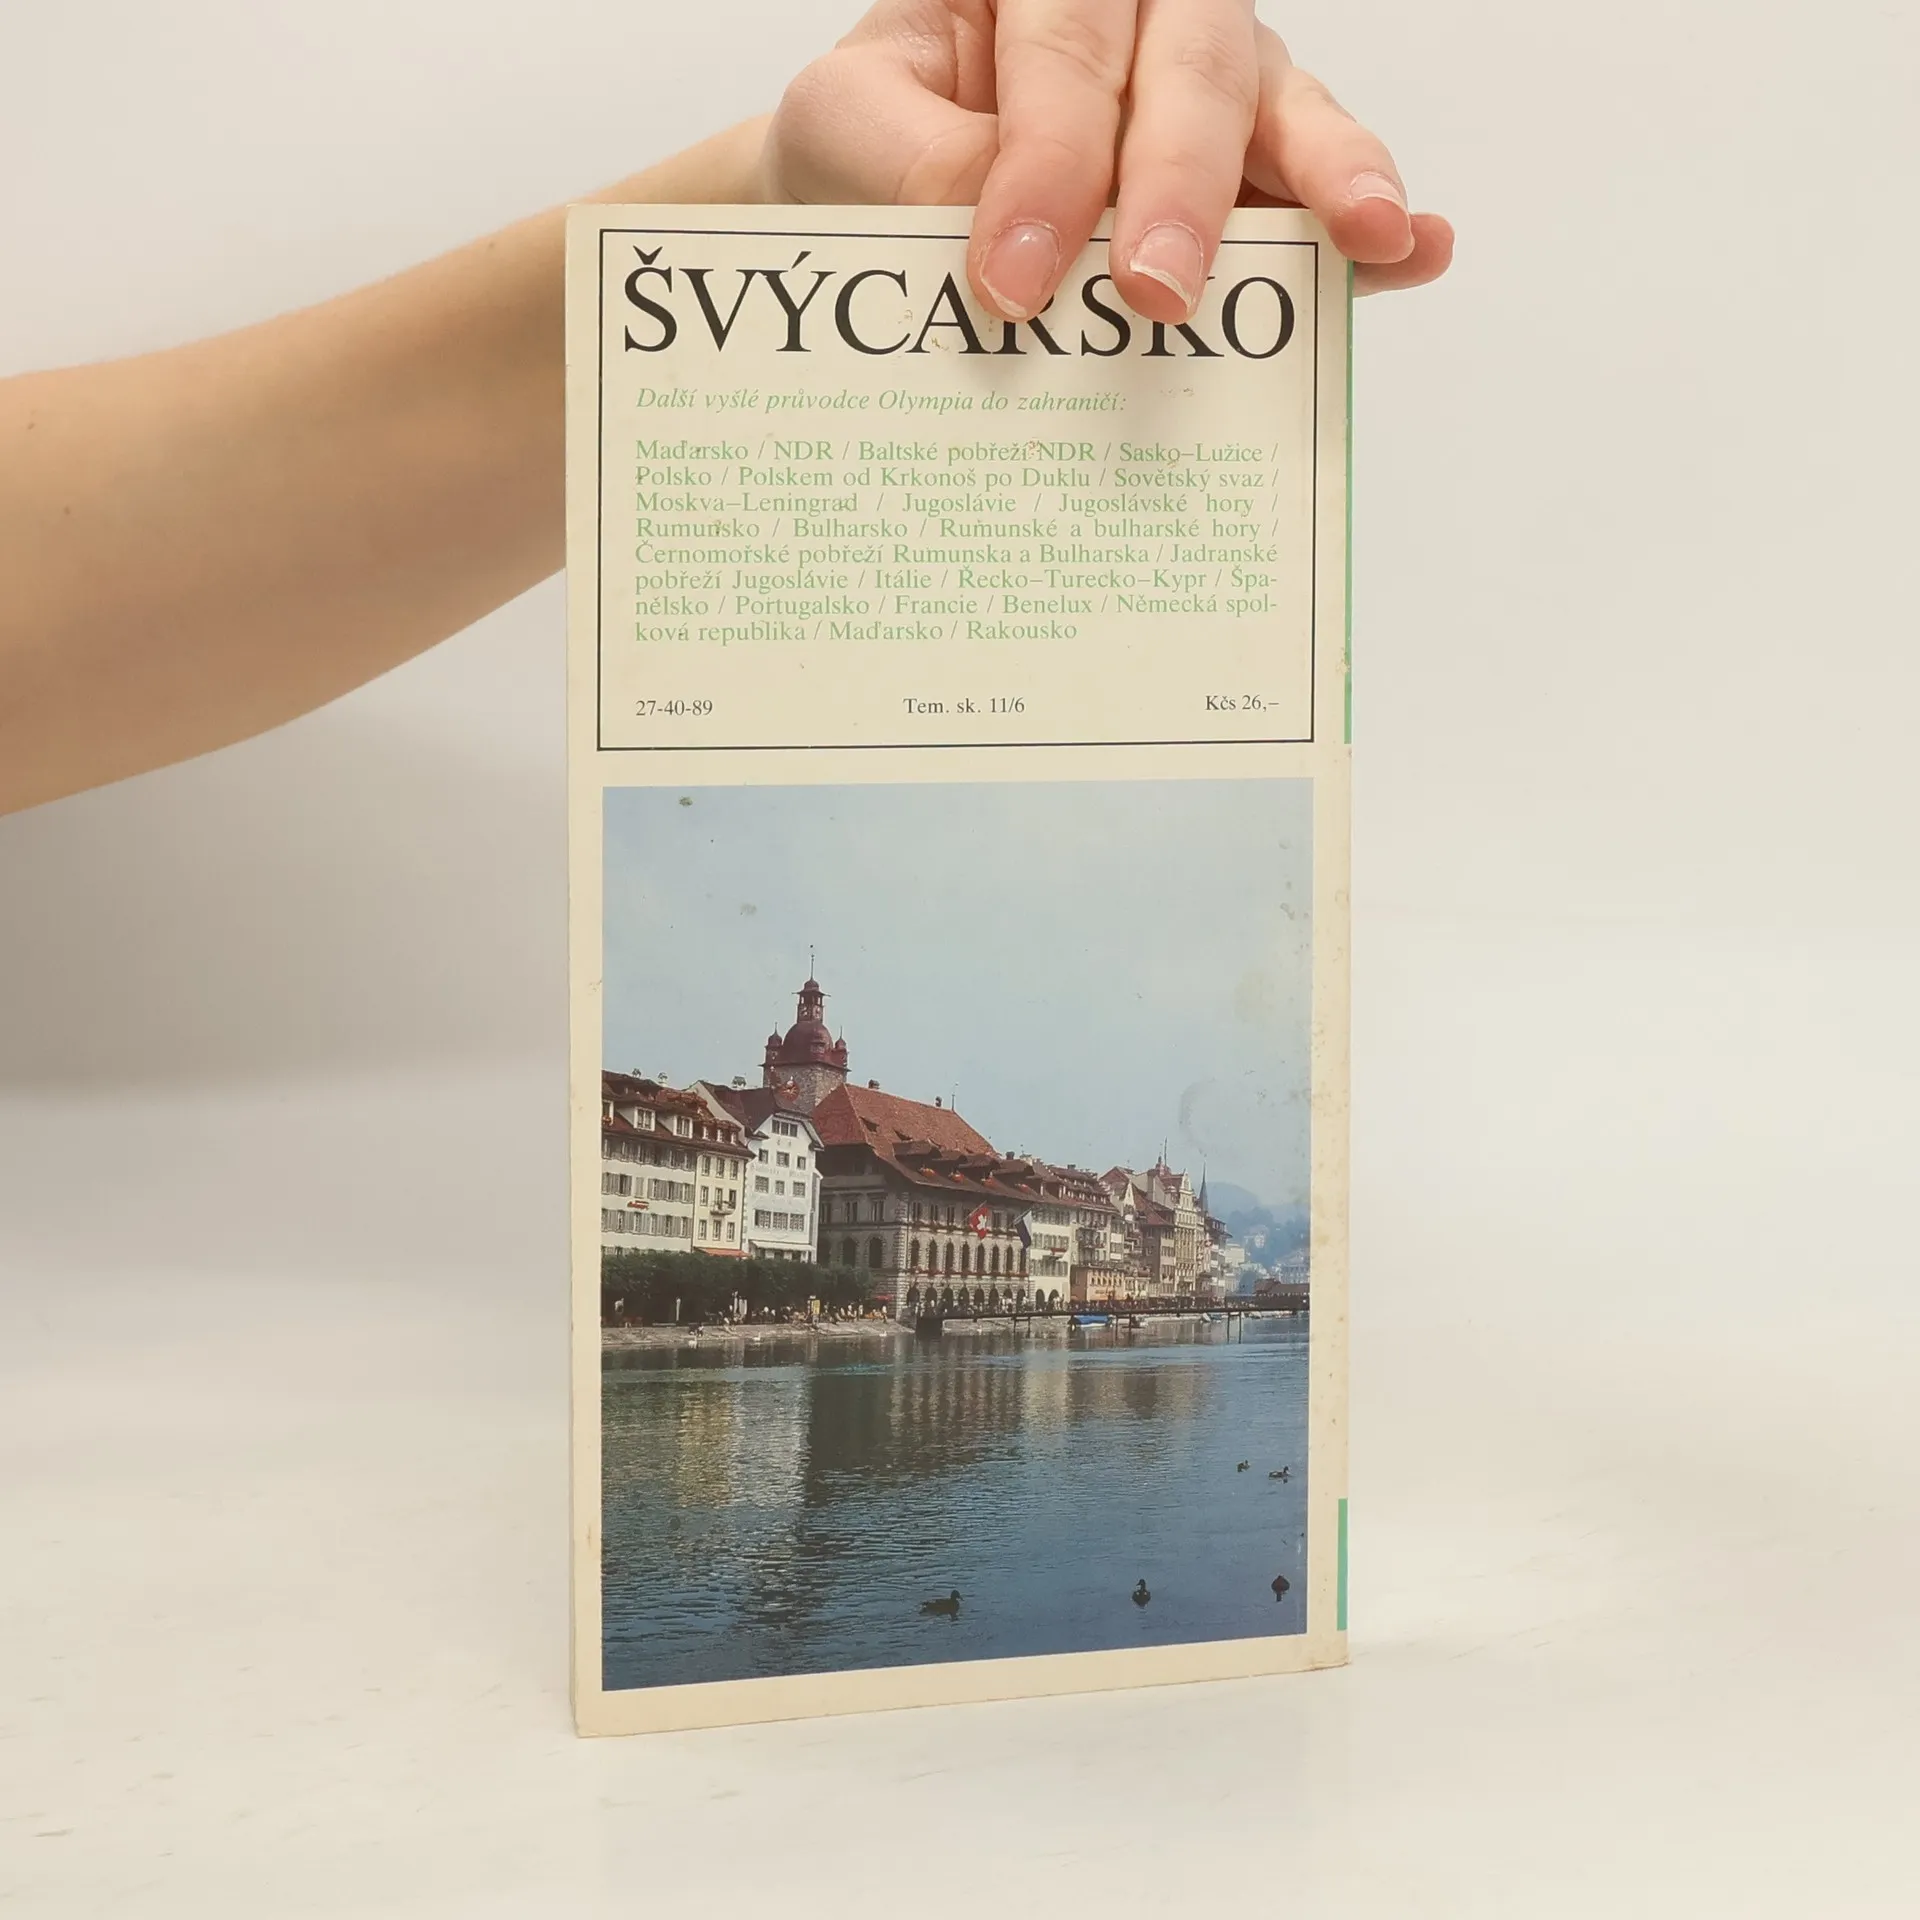 ŠVÝCARSKO
Další vyšlé průvodce Olympia do zahraničí:
Maďarsko / NDR / Baltské pobřeží NDR / Sasko–Lužice /
Polsko / Polskem od Krkonoš po Duklu / Sovětský svaz /
Moskva–Leningrad / Jugoslávie / Jugoslávské hory /
Rumunsko / Bulharsko / Rumunské a bulharské hory /
Černomořské pobřeží Rumunska a Bulharska / Jadranské
pobřeží Jugoslávie / Itálie / Řecko–Turecko–Kypr / Špa-
nělsko / Portugalsko / Francie / Benelux / Německá spol-
ková republika / Maďarsko / Rakousko
27-40-89 Tem. sk. 11/6 Kčs 26,–